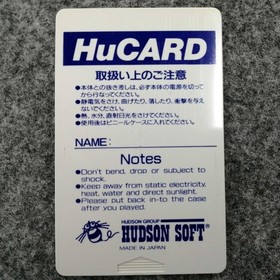 HuCARD
取扱い上のご注意
●本体との抜き差しは、必ず本体の電源を切って
から行なってください。
●静電気をさけ、曲げたり、落したり、衝撃を与え
ないでください。
●熱、水分、直射日光をさけてください。
●使用後はビニールケースに入れてください。
NAME:
Notes
●Don't bend, drop or subject to
shock.
●Keep away from static electricity,
heat, water and direct sunlight.
●Please put back in-to the case
after you played.
HUDSON GROUP
HUDSON SOFT®
MADE IN JAPAN